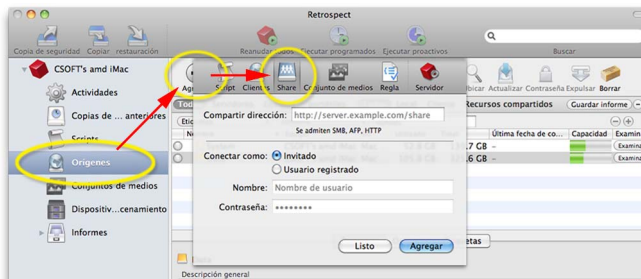 Retrospect
Copia de seguridad Copiar restauración
Reanudar todos Ejecutar programados Ejecutar proactivos
Buscar
CSOFT's amd iMac
Actividades
Copias de ... anteriores
Scripts
Orígenes
Conjuntos de medios
Dispositiv...cenamiento
Informes
Script Clientes Share Conjunto de medios Regla Servidor
Ubicar Actualizar Contraseña Expulsar Borrar
Recursos compartidos Guardar informe
Compartir dirección: http://server.example.com/share
Se admiten SMB, AFP, HTTP
Última fecha de co... Capacidad Examin
Conectar como: Invitado
Usuario registrado
Nombre: Nombre de usuario
Contraseña: ••••••••
Listo Agregar
Descripción general